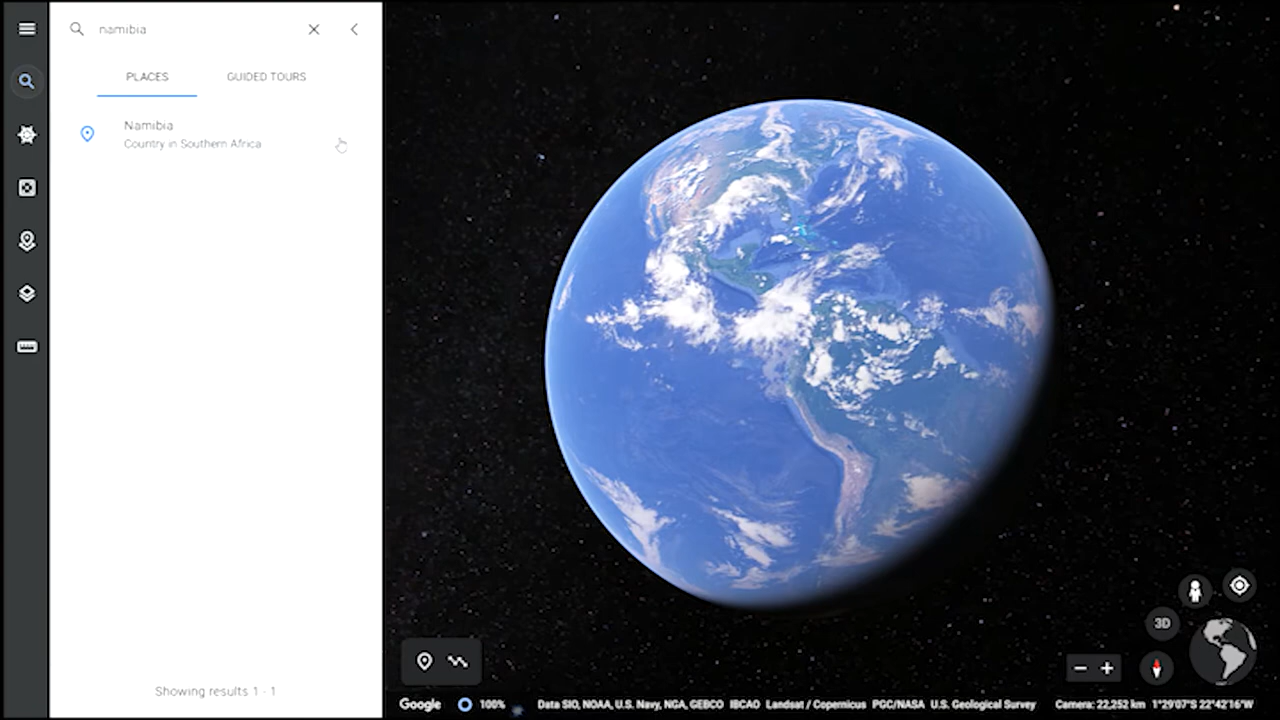 namibia
PLACES
GUIDED TOURS
Namibia
Country in Southern Africa
Showing results 1 - 1
3D
Google
100%
Data SIO, NOAA, U.S. Navy, NGA, GEBCO IBCAO Landsat / Copernicus PGC/NASA U.S. Geological Survey
Camera: 22,252 km 1°29'07"S 22°42'16"W